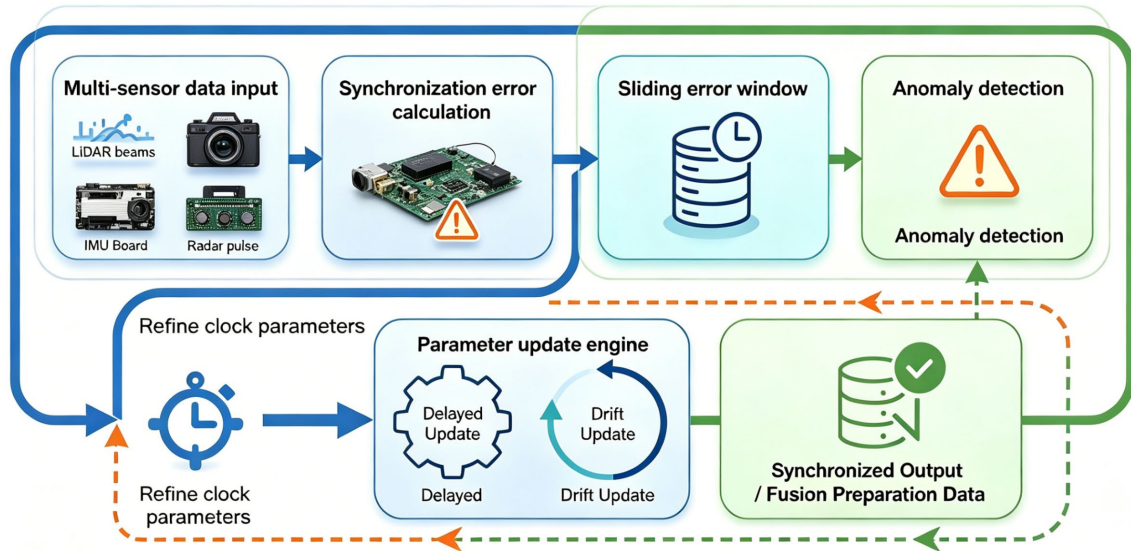 Multi-sensor data input
LiDAR beams
IMU Board
Radar pulse
Synchronization error
calculation
Sliding error window
Anomaly detection
Anomaly detection
Refine clock parameters
Refine clock
parameters
Parameter update engine
Delayed
Update
Delayed
Drift
Update
Drift Update
Synchronized Output
/ Fusion Preparation Data